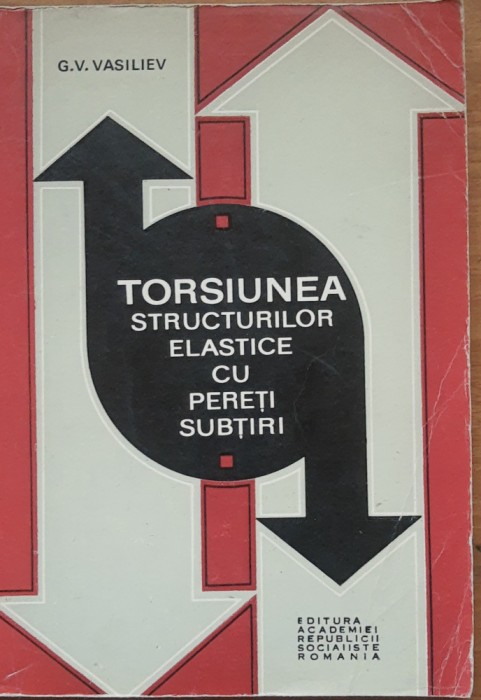 G.V. VASILIEV
TORSIUNEA
STRUCTURILOR
ELASTICE
CU
PEREȚI
SUBȚIRI
EDITURA
ACADEMIEI
REPUBLICII
SOCIALISTE
ROMANIA